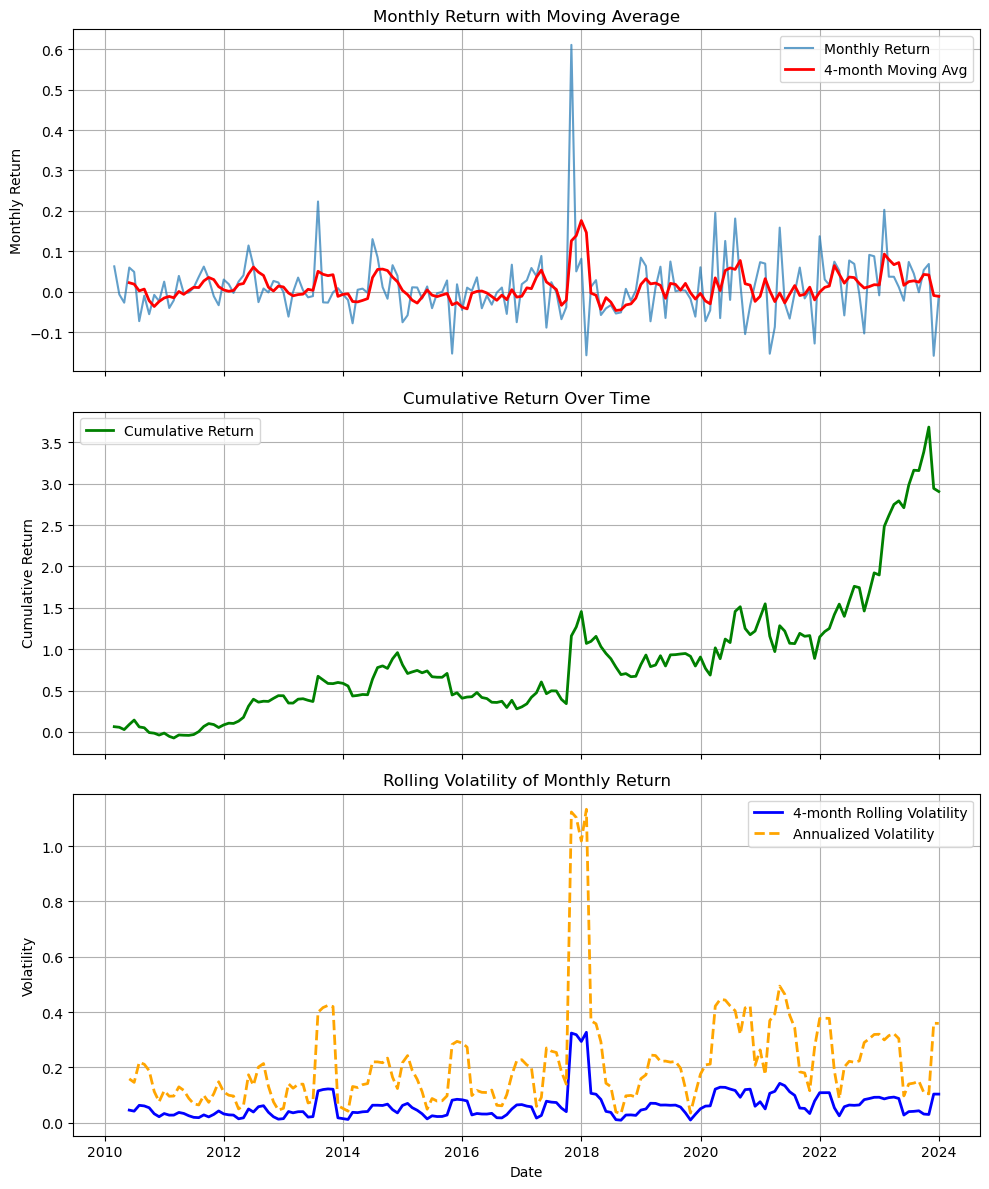 Monthly Return with Moving Average
Monthly Return
4-month Moving Avg
Monthly Return
0.6
0.5
0.4
0.3
0.2
0.1
0.0
−0.1
Cumulative Return Over Time
Cumulative Return
Cumulative Return
3.5
3.0
2.5
2.0
1.5
1.0
0.5
0.0
Rolling Volatility of Monthly Return
4-month Rolling Volatility
Annualized Volatility
Volatility
1.0
0.8
0.6
0.4
0.2
0.0
2010 2012 2014 2016 2018 2020 2022 2024
Date